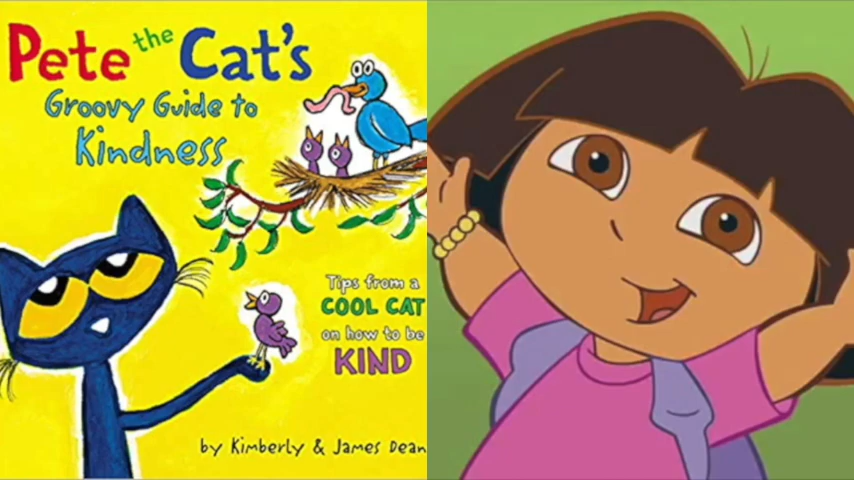 Pete the Cat's
Groovy Guide to
Kindness
Tips from a
COOL CAT
on how to be
KIND
by Kimberly & James Dean